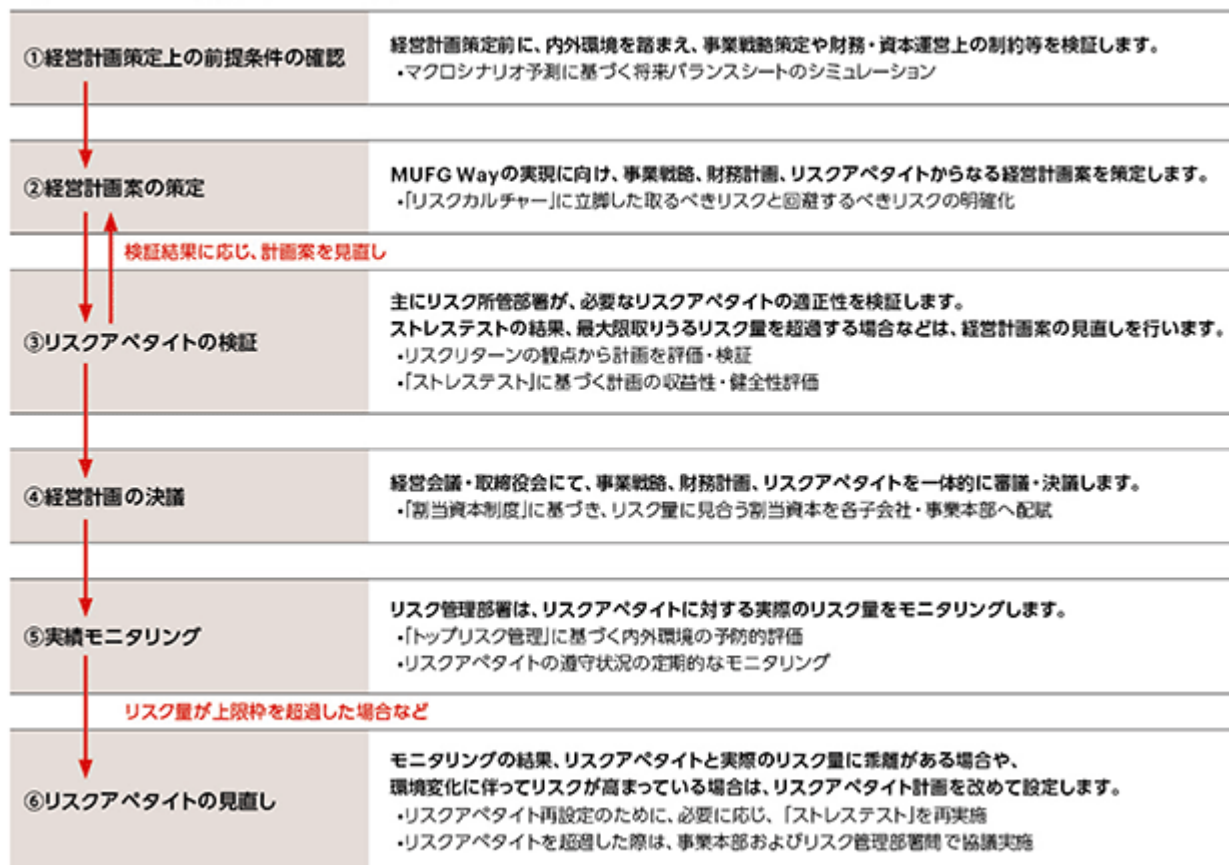 ①経営計画策定上の前提条件の確認
経営計画策定前に、内外環境を踏まえ、事業戦略策定や財務・資本運営上の制約等を検証します。
・マクロシナリオ予測に基づく将来バランスシートのシミュレーション
②経営計画案の策定
MUFG Wayの実現に向け、事業戦略、財務計画、リスクアペタイトからなる経営計画案を策定します。
・「リスクカルチャー」に立脚した取るべきリスクと回避するべきリスクの明確化
検証結果に応じ、計画案を見直し
③リスクアペタイトの検証
主にリスク所管部署が、必要なリスクアペタイトの適正性を検証します。
ストレステストの結果、最大限取りうるリスク量を超過する場合などは、経営計画案の見直しを行います。
・リスクリターンの観点から計画を評価・検証
・「ストレステスト」に基づく計画の収益性・健全性評価
④経営計画の決議
経営会議・取締役会にて、事業戦略、財務計画、リスクアペタイトを一体的に審議・決議します。
・「割当資本制度」に基づき、リスク量に見合う割当資本を各子会社・事業本部へ配賦
⑤実績モニタリング
リスク管理部署は、リスクアペタイトに対する実際のリスク量をモニタリングします。
・「トップリスク管理」に基づく内外環境の予防的評価
・リスクアペタイトの遵守状況の定期的なモニタリング
リスク量が上限枠を超過した場合など
⑥リスクアペタイトの見直し
モニタリングの結果、リスクアペタイトと実際のリスク量に乖離がある場合や、
環境変化に伴ってリスクが高まっている場合は、リスクアペタイト計画を改めて設定します。
・リスクアペタイト再設定のために、必要に応じ、「ストレステスト」を再実施
・リスクアペタイトを超過した際は、事業本部およびリスク管理部署間で協議実施